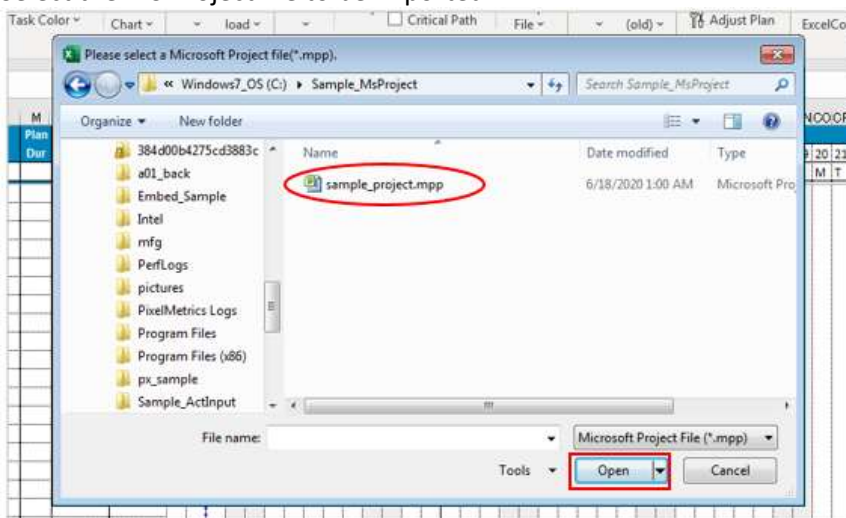 Task Color Chart load Critical Path File (old) Adjust Plan ExcelCo
Please select a Microsoft Project file(*.mpp).
« Windows7_OS (C:) Sample_MsProject Search Sample_MsProject
Organize New folder
M
Plan
Dur
Name Date modified Type
384d00b4275cd3883c
a01_back
sample_project.mpp 6/18/2020 1:00 AM Microsoft Proj
Embed_Sample
Intel
mfg
PerfLogs
pictures
PixelMetrics Logs
Program Files
Program Files (x86)
px_sample
Sample_ActInput
20 21
M T
File name: Microsoft Project File (*.mpp)
Tools Open Cancel